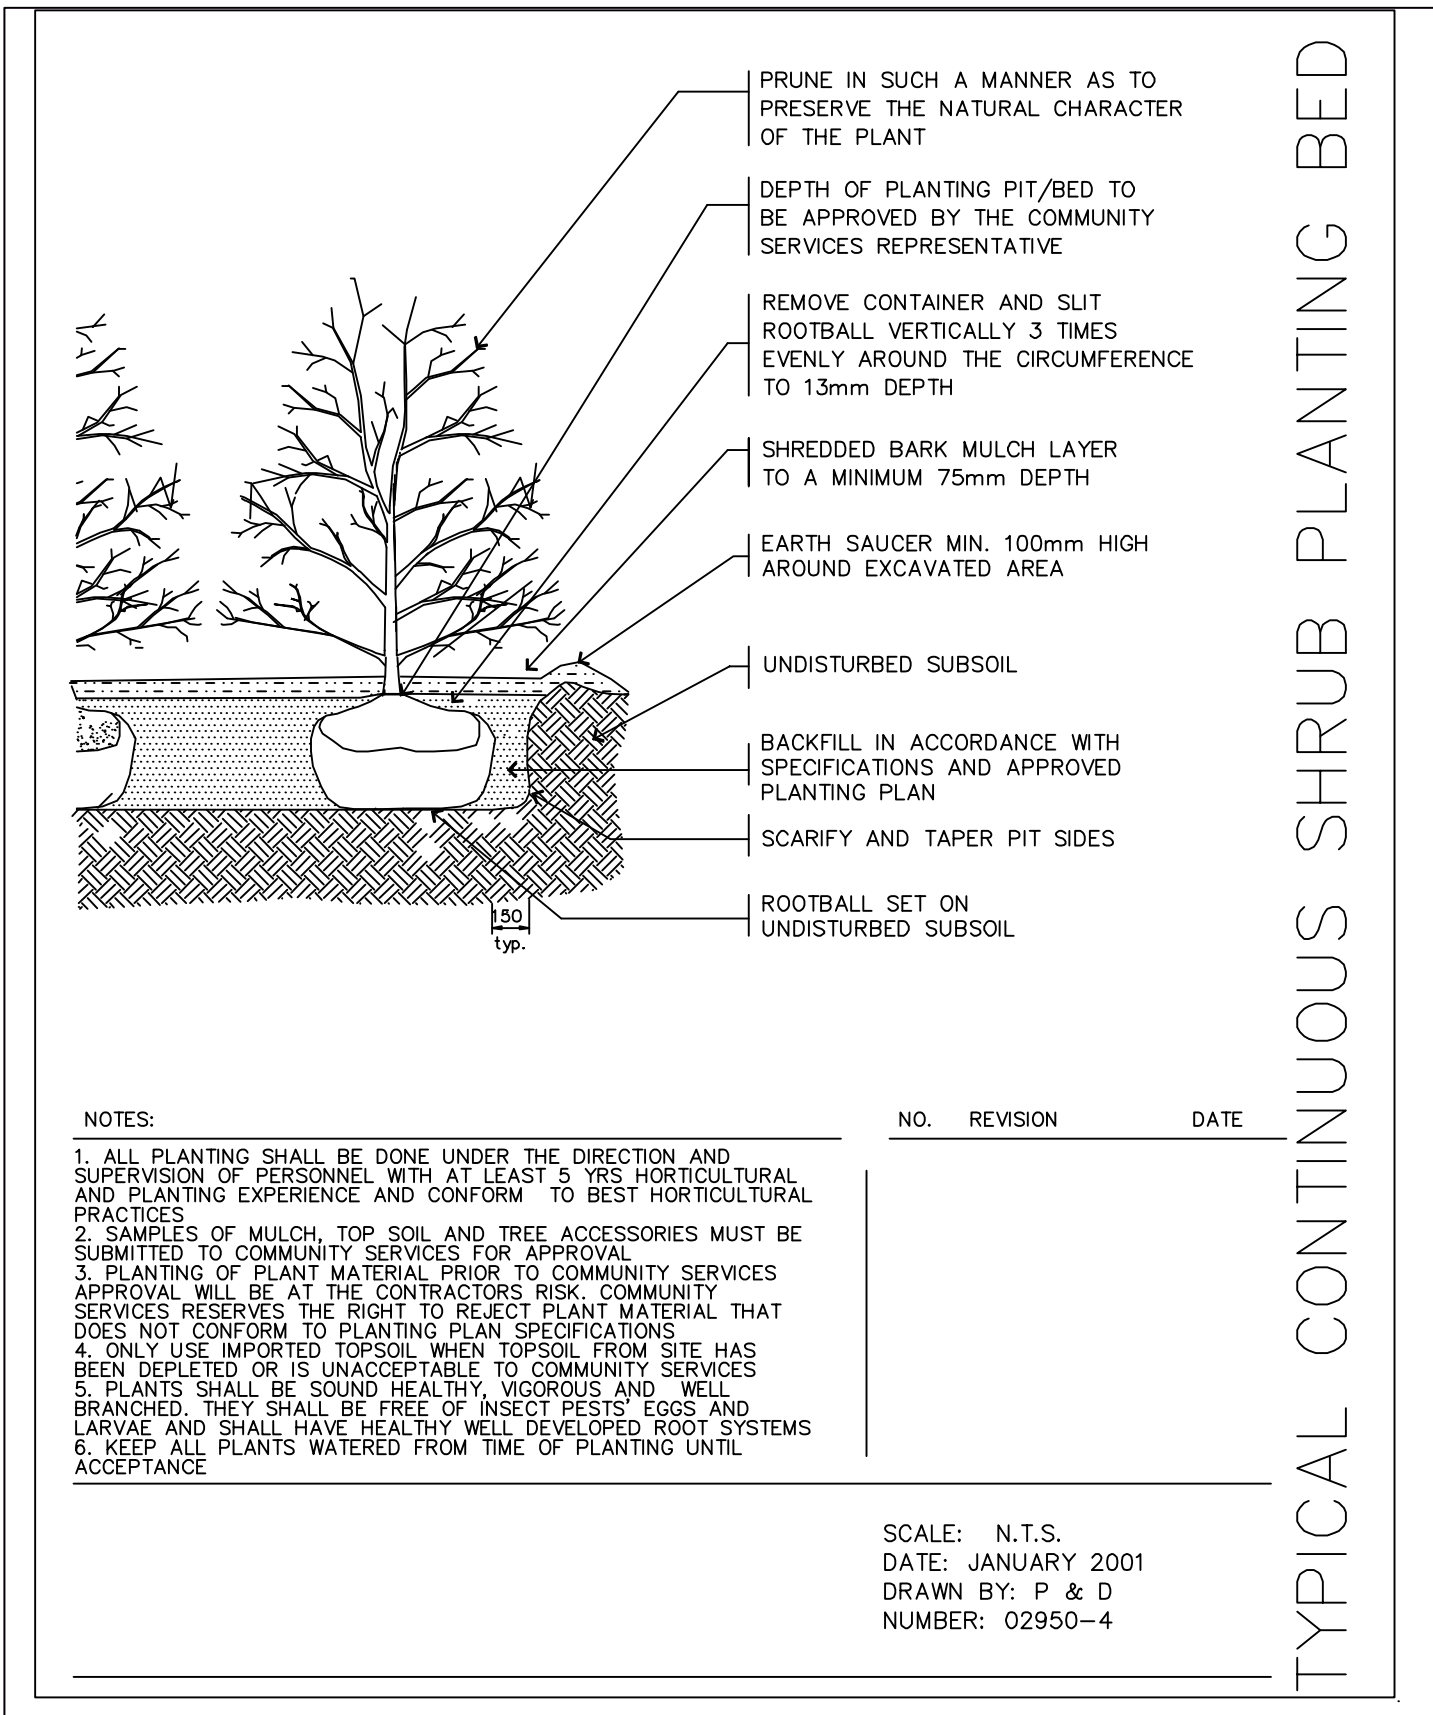 PRUNE IN SUCH A MANNER AS TO
PRESERVE THE NATURAL CHARACTER
OF THE PLANT
DEPTH OF PLANTING PIT/BED TO
BE APPROVED BY THE COMMUNITY
SERVICES REPRESENTATIVE
REMOVE CONTAINER AND SLIT
ROOTBALL VERTICALLY 3 TIMES
EVENLY AROUND THE CIRCUMFERENCE
TO 13mm DEPTH
SHREDDED BARK MULCH LAYER
TO A MINIMUM 75mm DEPTH
EARTH SAUCER MIN. 100mm HIGH
AROUND EXCAVATED AREA
UNDISTURBED SUBSOIL
BACKFILL IN ACCORDANCE WITH
SPECIFICATIONS AND APPROVED
PLANTING PLAN
SCARIFY AND TAPER PIT SIDES
ROOTBALL SET ON
UNDISTURBED SUBSOIL
150
typ.
TYPICAL CONTINUOUS SHRUB PLANTING BED
NOTES:
1. ALL PLANTING SHALL BE DONE UNDER THE DIRECTION AND
SUPERVISION OF PERSONNEL WITH AT LEAST 5 YRS HORTICULTURAL
AND PLANTING EXPERIENCE AND CONFORM TO BEST HORTICULTURAL
PRACTICES
2. SAMPLES OF MULCH, TOP SOIL AND TREE ACCESSORIES MUST BE
SUBMITTED TO COMMUNITY SERVICES FOR APPROVAL
3. PLANTING OF PLANT MATERIAL PRIOR TO COMMUNITY SERVICES
APPROVAL WILL BE AT THE CONTRACTORS RISK. COMMUNITY
SERVICES RESERVES THE RIGHT TO REJECT PLANT MATERIAL THAT
DOES NOT CONFORM TO PLANTING PLAN SPECIFICATIONS
4. ONLY USE IMPORTED TOPSOIL WHEN TOPSOIL FROM SITE HAS
BEEN DEPLETED OR IS UNACCEPTABLE TO COMMUNITY SERVICES
5. PLANTS SHALL BE SOUND HEALTHY, VIGOROUS AND WELL
BRANCHED. THEY SHALL BE FREE OF INSECT PESTS' EGGS AND
LARVAE AND SHALL HAVE HEALTHY WELL DEVELOPED ROOT SYSTEMS
6. KEEP ALL PLANTS WATERED FROM TIME OF PLANTING UNTIL
ACCEPTANCE
NO. REVISION DATE
SCALE: N.T.S.
DATE: JANUARY 2001
DRAWN BY: P & D
NUMBER: 02950-4